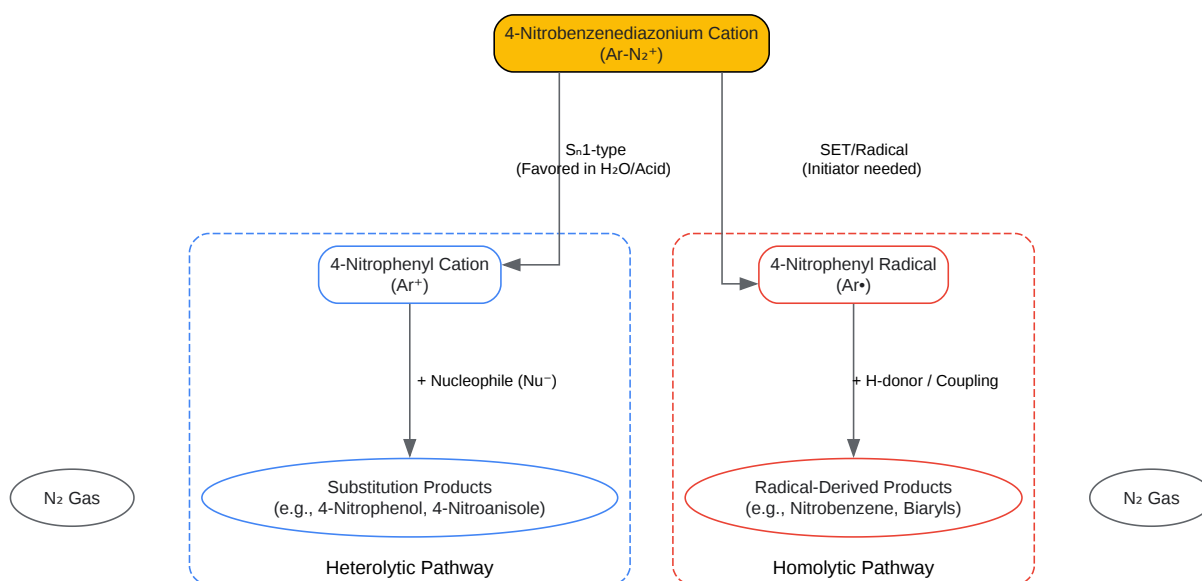 4-Nitrobenzenediazonium Cation
(Ar-N₂⁺)
Sₙ1-type
(Favored in H₂O/Acid)
SET/Radical
(Initiator needed)
4-Nitrophenyl Cation
(Ar⁺)
4-Nitrophenyl Radical
(Ar•)
+ Nucleophile (Nu⁻)
+ H-donor / Coupling
N₂ Gas
Substitution Products
(e.g., 4-Nitrophenol, 4-Nitroanisole)
Radical-Derived Products
(e.g., Nitrobenzene, Biaryls)
N₂ Gas
Heterolytic Pathway
Homolytic Pathway